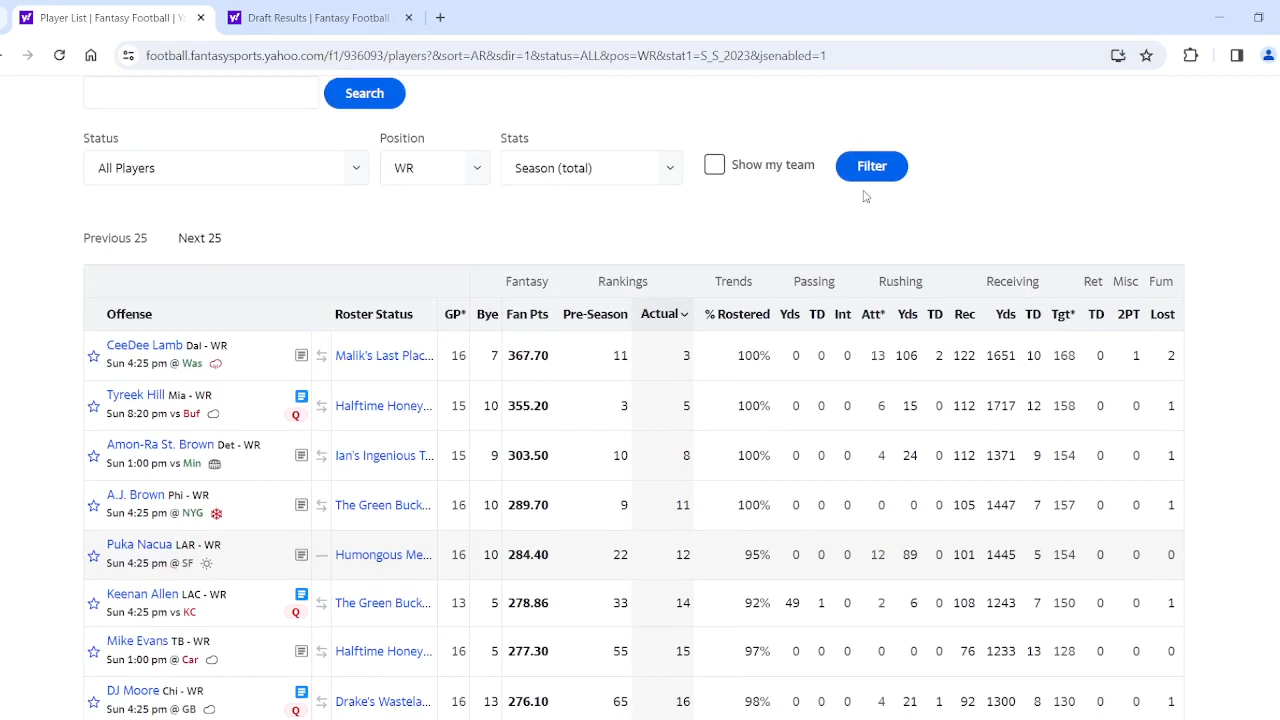 Player List | Fantasy Football | Y
Draft Results | Fantasy Football
football.fantasysports.yahoo.com/f1/936093/players?&sort=AR&sdir=1&status=ALL&pos=WR&stat1=S_S_2023&jsenabled=1
Search
Status Position Stats
All Players WR Season (total) Show my team Filter
Previous 25 Next 25
Fantasy Rankings Trends Passing Rushing Receiving Ret Misc Fum
Offense Roster Status GP* Bye Fan Pts Pre-Season Actual % Rostered Yds TD Int Att* Yds TD Rec Yds TD Tgt* TD 2PT Lost
CeeDee Lamb Dal - WR
Sun 4:25 pm @ Was
Malik's Last Plac... 16 7 367.70 11 3 100% 0 0 0 13 106 2 122 1651 10 168 0 1 2
Tyreek Hill Mia - WR
Sun 8:20 pm vs Buf
Q
Halftime Honey... 15 10 355.20 3 5 100% 0 0 0 6 15 0 112 1717 12 158 0 0 1
Amon-Ra St. Brown Det - WR
Sun 1:00 pm vs Min
Ian's Ingenious T... 15 9 303.50 10 8 100% 0 0 0 4 24 0 112 1371 9 154 0 0 1
A.J. Brown Phi - WR
Sun 4:25 pm @ NYG
The Green Buck... 16 10 289.70 9 11 100% 0 0 0 0 0 0 105 1447 7 157 0 0 1
Puka Nacua LAR - WR
Sun 4:25 pm @ SF
Humongous Me... 16 10 284.40 22 12 95% 0 0 0 12 89 0 101 1445 5 154 0 0 0
Keenan Allen LAC - WR
Sun 4:25 pm vs KC
Q
The Green Buck... 13 5 278.86 33 14 92% 49 1 0 2 6 0 108 1243 7 150 0 0 1
Mike Evans TB - WR
Sun 1:00 pm @ Car
Halftime Honey... 16 5 277.30 55 15 97% 0 0 0 0 0 0 76 1233 13 128 0 0 0
DJ Moore Chi - WR
Sun 4:25 pm @ GB
Q
Drake's Wastela... 16 13 276.10 65 16 98% 0 0 0 4 21 1 92 1300 8 130 0 0 1